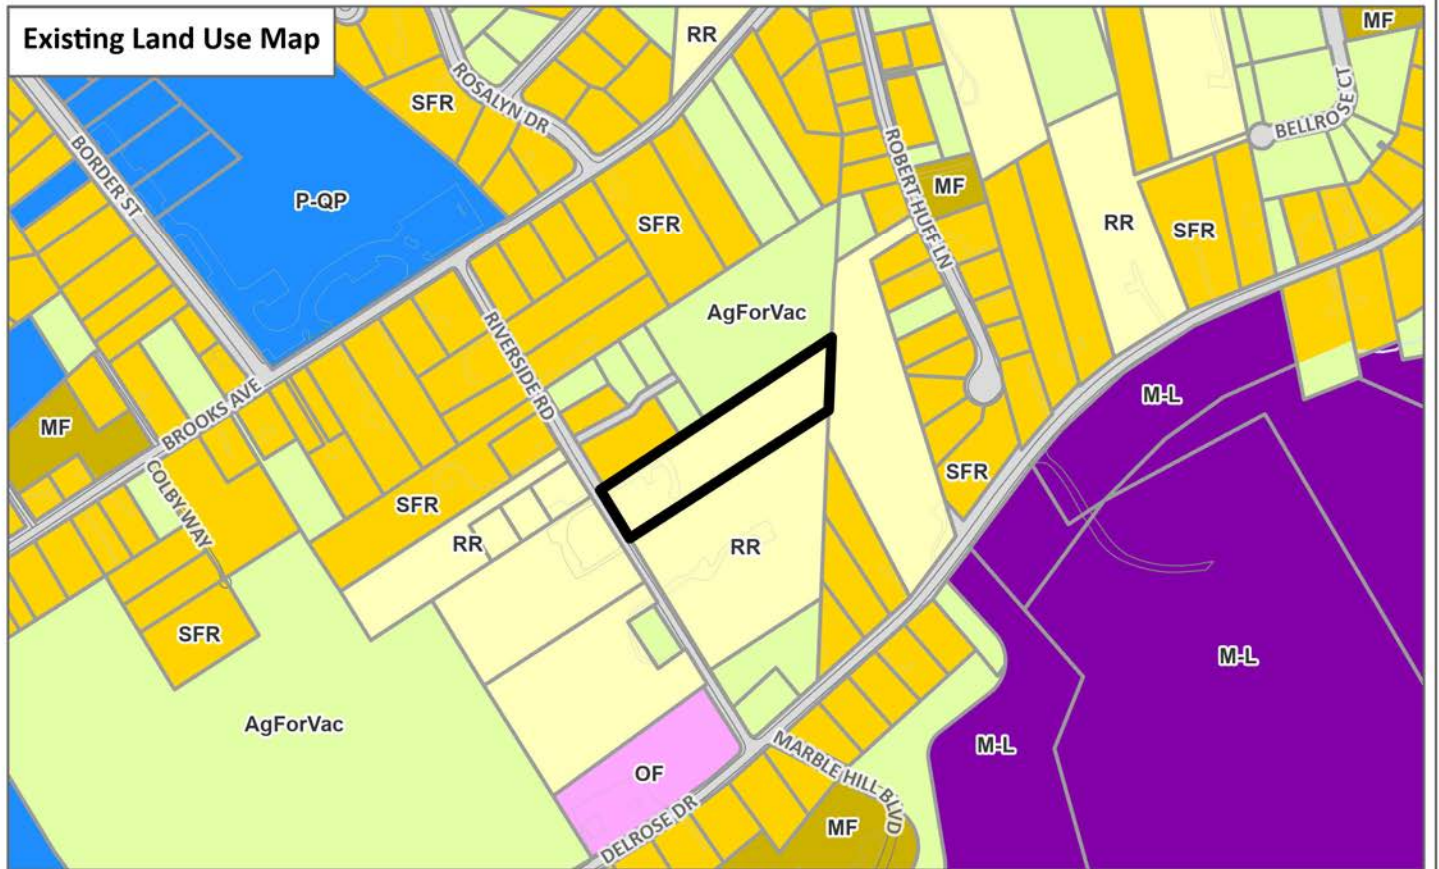 Existing Land Use Map
RR
MF
SFR
ROSALYN DR
BELLROSE CT
BORDER ST
ROBERT HUFF LN
MF
P-QP
SFR
RR
SFR
AgForVac
RIVERSIDE RD
M-L
BROOKS AVE
MF
COLBY WAY
SFR
SFR
RR
RR
SFR
M-L
AgForVac
M-L
OF
MARBLE HILL BLVD
DELROSE DR
MF